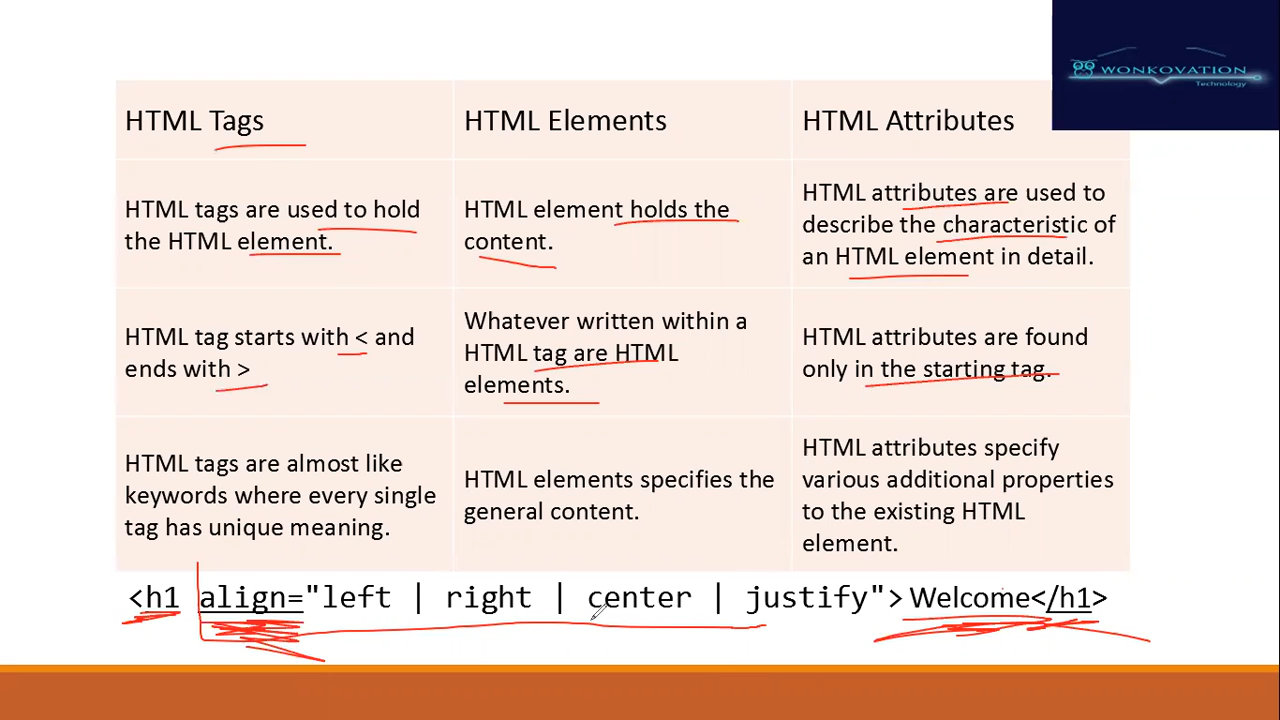 WONKOVATION
Technology
HTML Tags
HTML Elements
HTML Attributes
HTML tags are used to hold
the HTML element.
HTML element holds the
content.
HTML attributes are used to
describe the characteristic of
an HTML element in detail.
HTML tag starts with < and
ends with >
Whatever written within a
HTML tag are HTML
elements.
HTML attributes are found
only in the starting tag.
HTML tags are almost like
keywords where every single
tag has unique meaning.
HTML elements specifies the
general content.
HTML attributes specify
various additional properties
to the existing HTML
element.
<h1 align="left | right | center | justify">Welcome</h1>